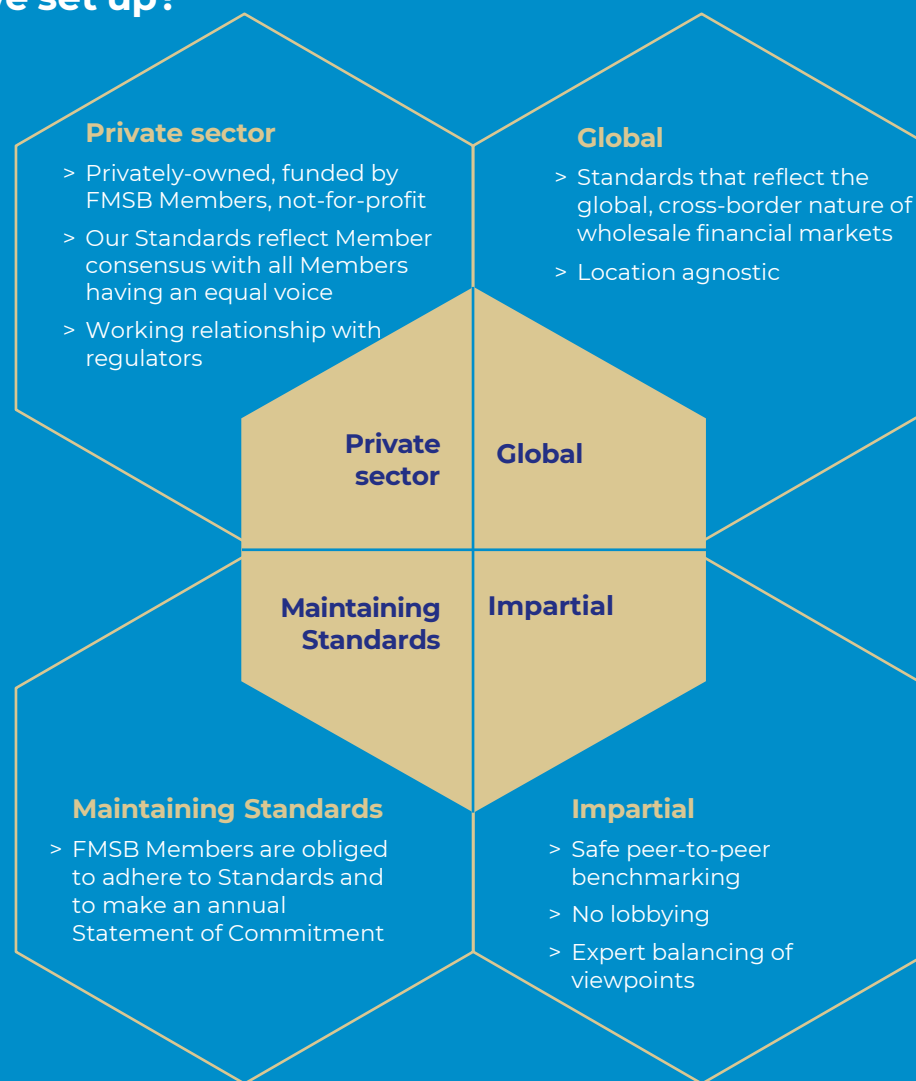 set up?
Private sector
> Privately-owned, funded by
FMSB Members, not-for-profit
> Our Standards reflect Member
consensus with all Members
having an equal voice
> Working relationship with
regulators
Global
> Standards that reflect the
global, cross-border nature of
wholesale financial markets
> Location agnostic
Private
sector
Global
Maintaining
Standards
Impartial
Maintaining Standards
> FMSB Members are obliged
to adhere to Standards and
to make an annual
Statement of Commitment
Impartial
> Safe peer-to-peer
benchmarking
> No lobbying
> Expert balancing of
viewpoints